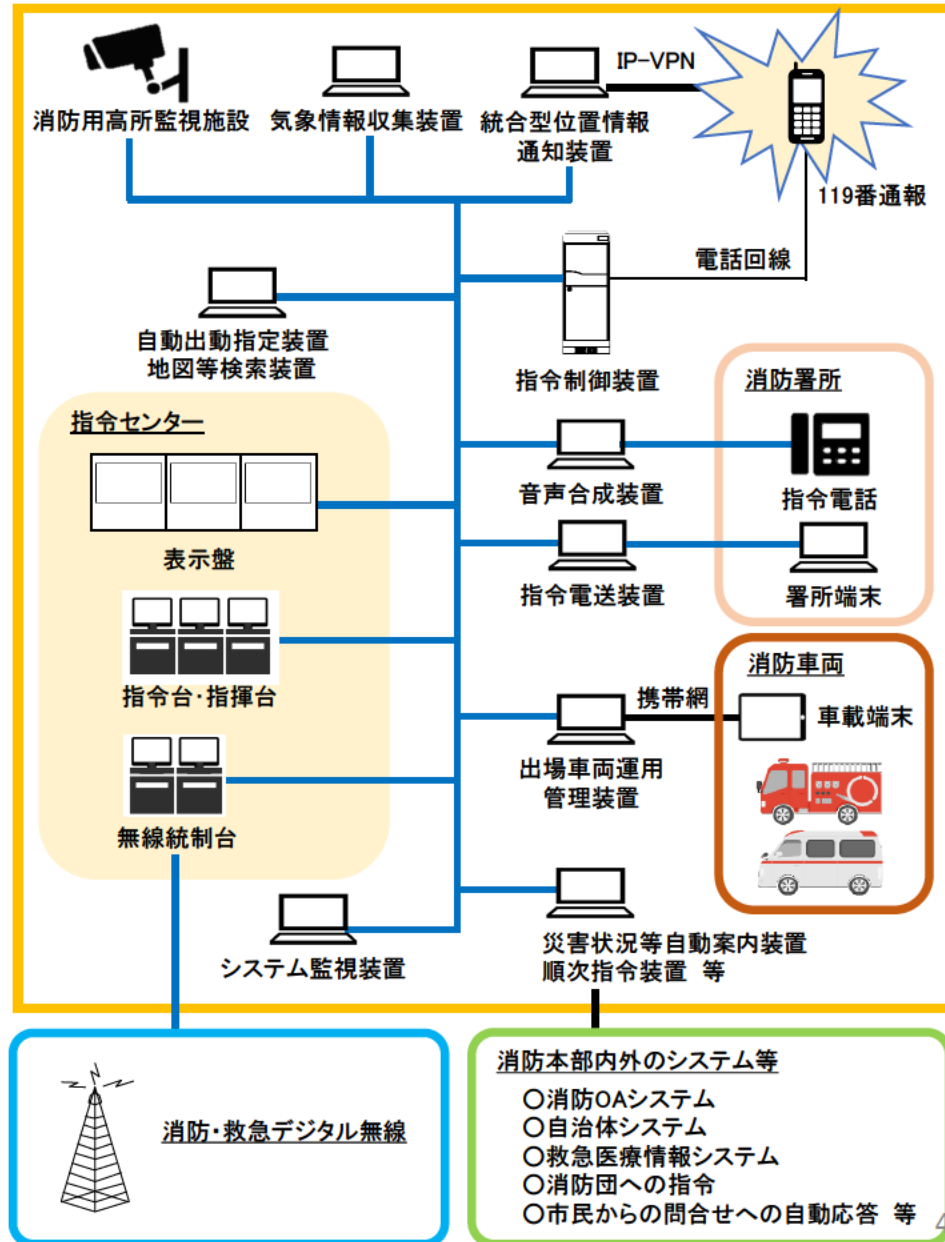 IP-VPN
消防用高所監視施設
気象情報収集装置
統合型位置情報
通知装置
119番通報
電話回線
自動出動指定装置
地図等検索装置
指令制御装置
消防署所
指令センター
音声合成装置
指令電話
表示盤
指令電送装置
署所端末
指令台・指揮台
消防車両
携帯網
車載端末
出場車両運用
管理装置
無線統制台
システム監視装置
災害状況等自動案内装置
順次指令装置 等
消防・救急デジタル無線
消防本部内外のシステム等
〇消防OAシステム
〇自治体システム
〇救急医療情報システム
〇消防団への指令
〇市民からの問合せへの自動応答 等